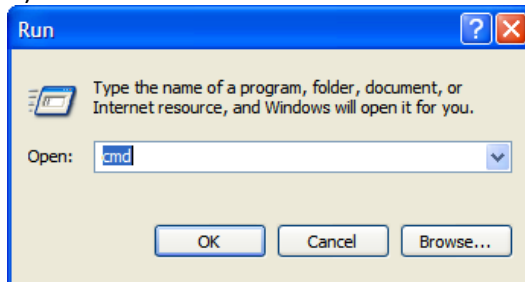 Run
Type the name of a program, folder, document, or
Internet resource, and Windows will open it for you.
Open: cmd
OK Cancel Browse...